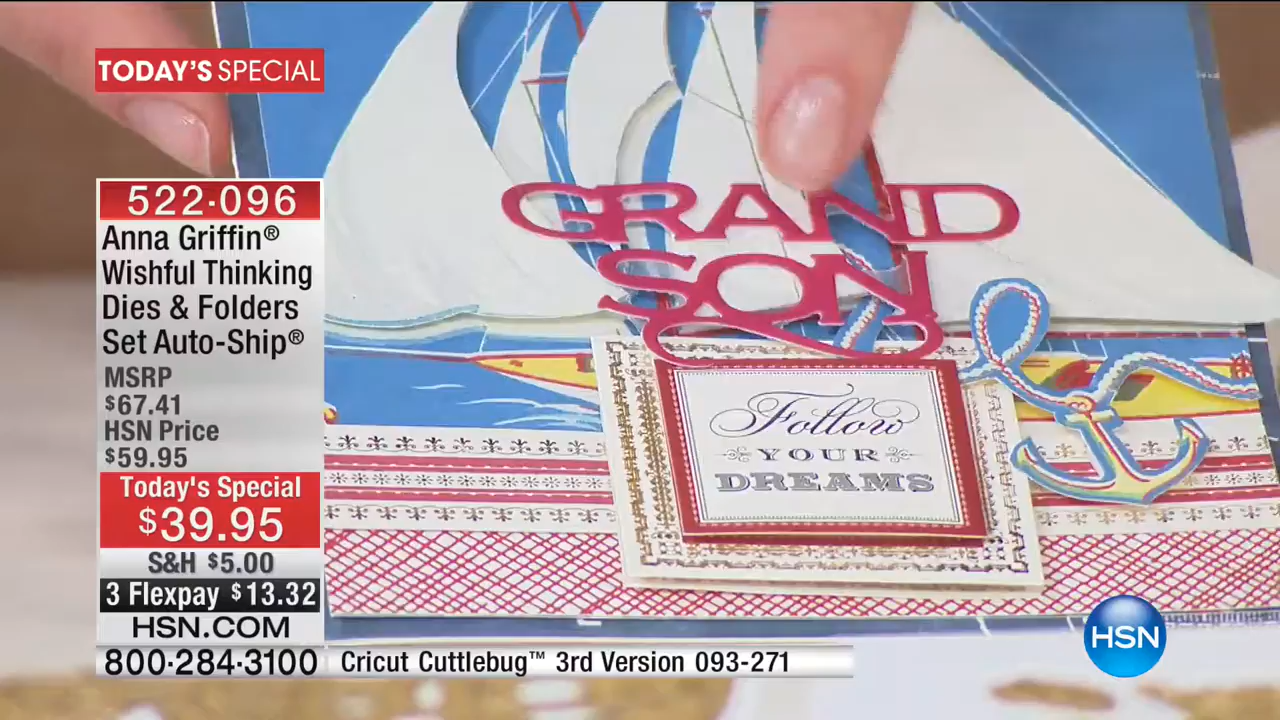 TODAY'S SPECIAL
522·096
Anna Griffin®
Wishful Thinking
Dies & Folders
Set Auto-Ship®
MSRP
$67.41
HSN Price
$59.95
Today's Special
$39.95
S&H $5.00
3 Flexpay $13.32
HSN.COM
800·284·3100
Cricut Cuttlebug™ 3rd Version 093-271
GRAND
SON
Follow
YOUR
DREAMS
HSN